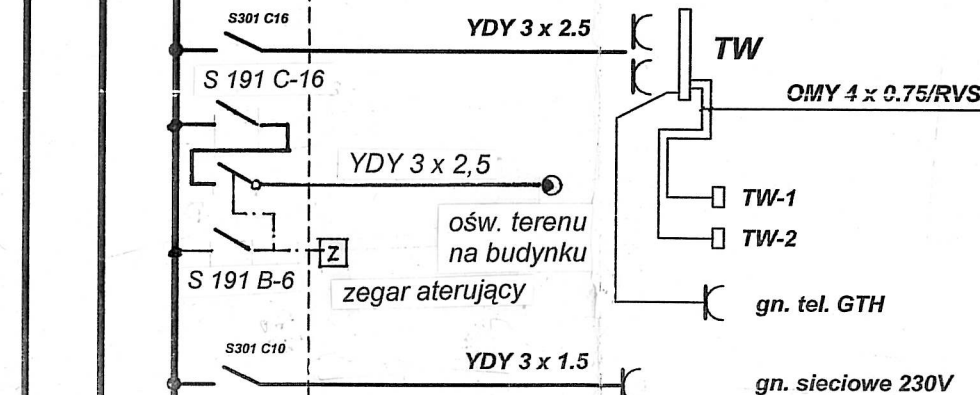 S301 C16
YDY 3 x 2.5
TW
S 191 C-16
OMY 4 x 0.75/RVS
YDY 3 x 2,5
TW-1
ośw. terenu
na budynku
TW-2
Z
S 191 B-6
zegar aterujący
gn. tel. GTH
S301 C10
YDY 3 x 1.5
gn. sieciowe 230V